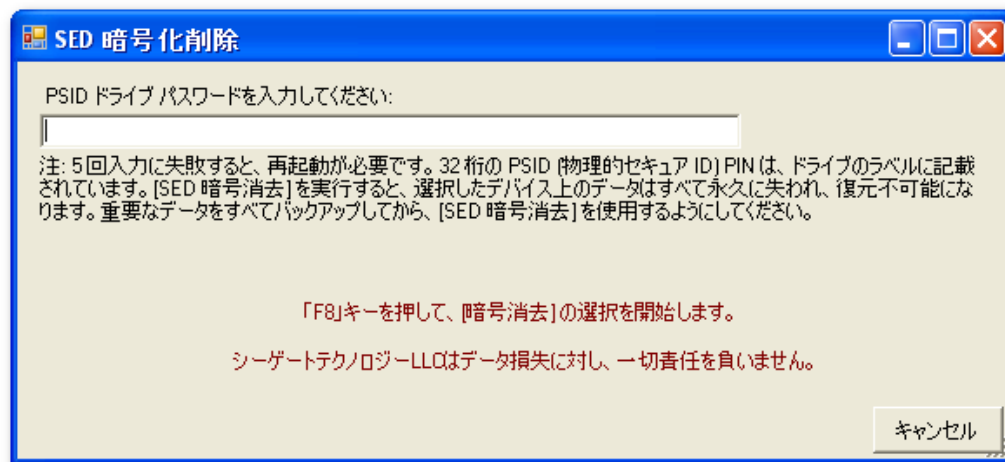 SED 暗号化削除
PSID ドライブ パスワードを入力してください:
注: 5回入力に失敗すると、再起動が必要です。32桁の PSID (物理的セキュア ID) PIN は、ドライブのラベルに記載
されています。[SED 暗号消去] を実行すると、選択したデバイス上のデータはすべて永久に失われ、復元不可能にな
ります。重要なデータをすべてバックアップしてから、[SED 暗号消去] を使用するようにしてください。
「F8」キーを押して、[暗号消去] の選択を開始します。
シーゲートテクノロジーLLCはデータ損失に対し、一切責任を負いません。
キャンセル